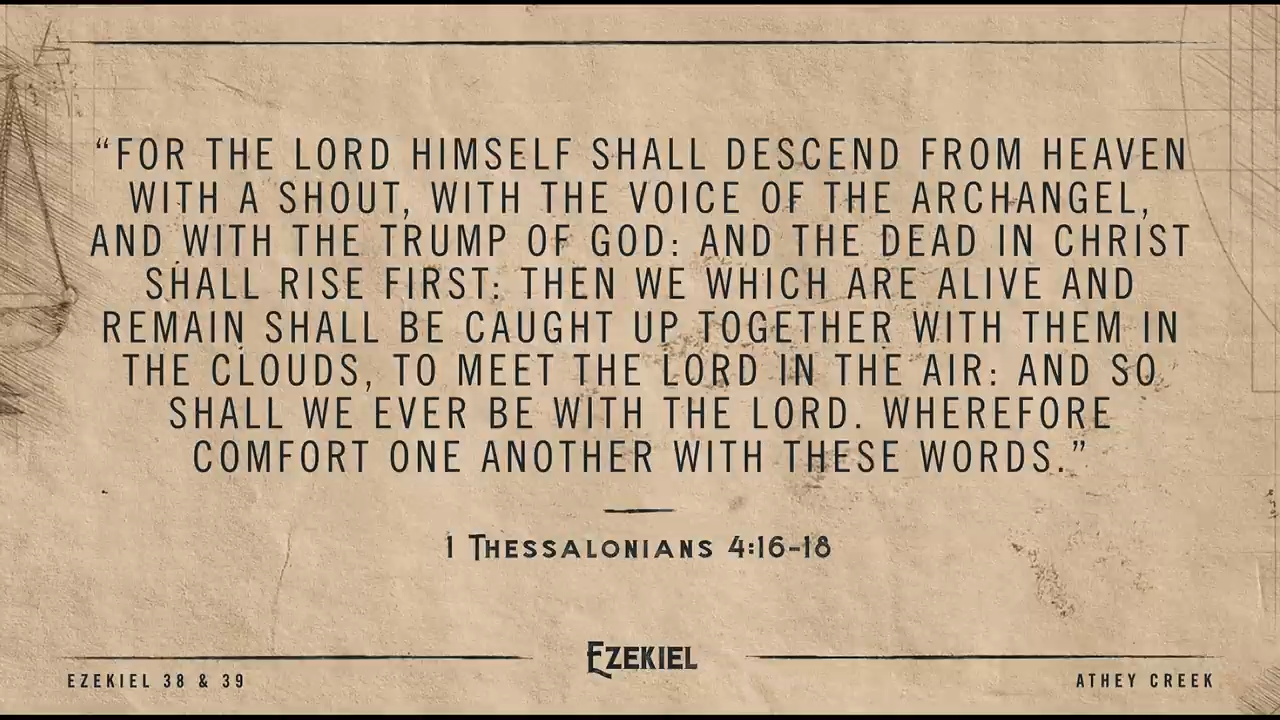 “FOR THE LORD HIMSELF SHALL DESCEND FROM HEAVEN
WITH A SHOUT, WITH THE VOICE OF THE ARCHANGEL,
AND WITH THE TRUMP OF GOD: AND THE DEAD IN CHRIST
SHALL RISE FIRST: THEN WE WHICH ARE ALIVE AND
REMAIN SHALL BE CAUGHT UP TOGETHER WITH THEM IN
THE CLOUDS, TO MEET THE LORD IN THE AIR: AND SO
SHALL WE EVER BE WITH THE LORD. WHEREFORE
COMFORT ONE ANOTHER WITH THESE WORDS.”
1 THESSALONIANS 4:16-18
EZEKIEL
EZEKIEL 38 & 39
ATHEY CREEK